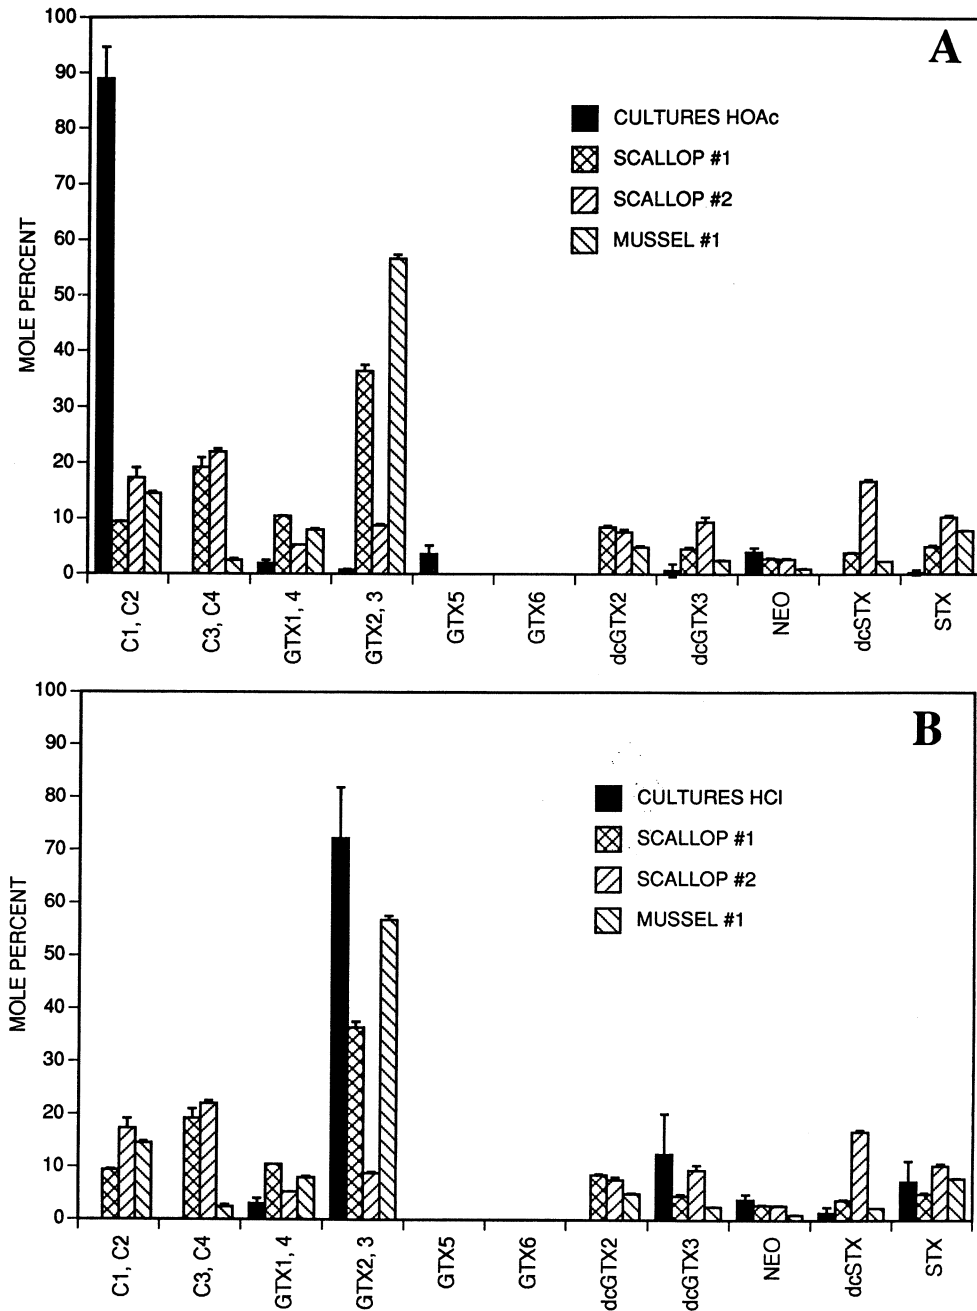 A
100
90
80
70
60
50
40
30
20
10
0
MOLE PERCENT
CULTURES HOAc
SCALLOP #1
SCALLOP #2
MUSSEL #1
C1, C2
C3, C4
GTX1, 4
GTX2, 3
GTX5
GTX6
dcGTX2
dcGTX3
NEO
dcSTX
STX
B
100
90
80
70
60
50
40
30
20
10
0
MOLE PERCENT
CULTURES HCl
SCALLOP #1
SCALLOP #2
MUSSEL #1
C1, C2
C3, C4
GTX1, 4
GTX2, 3
GTX5
GTX6
dcGTX2
dcGTX3
NEO
dcSTX
STX